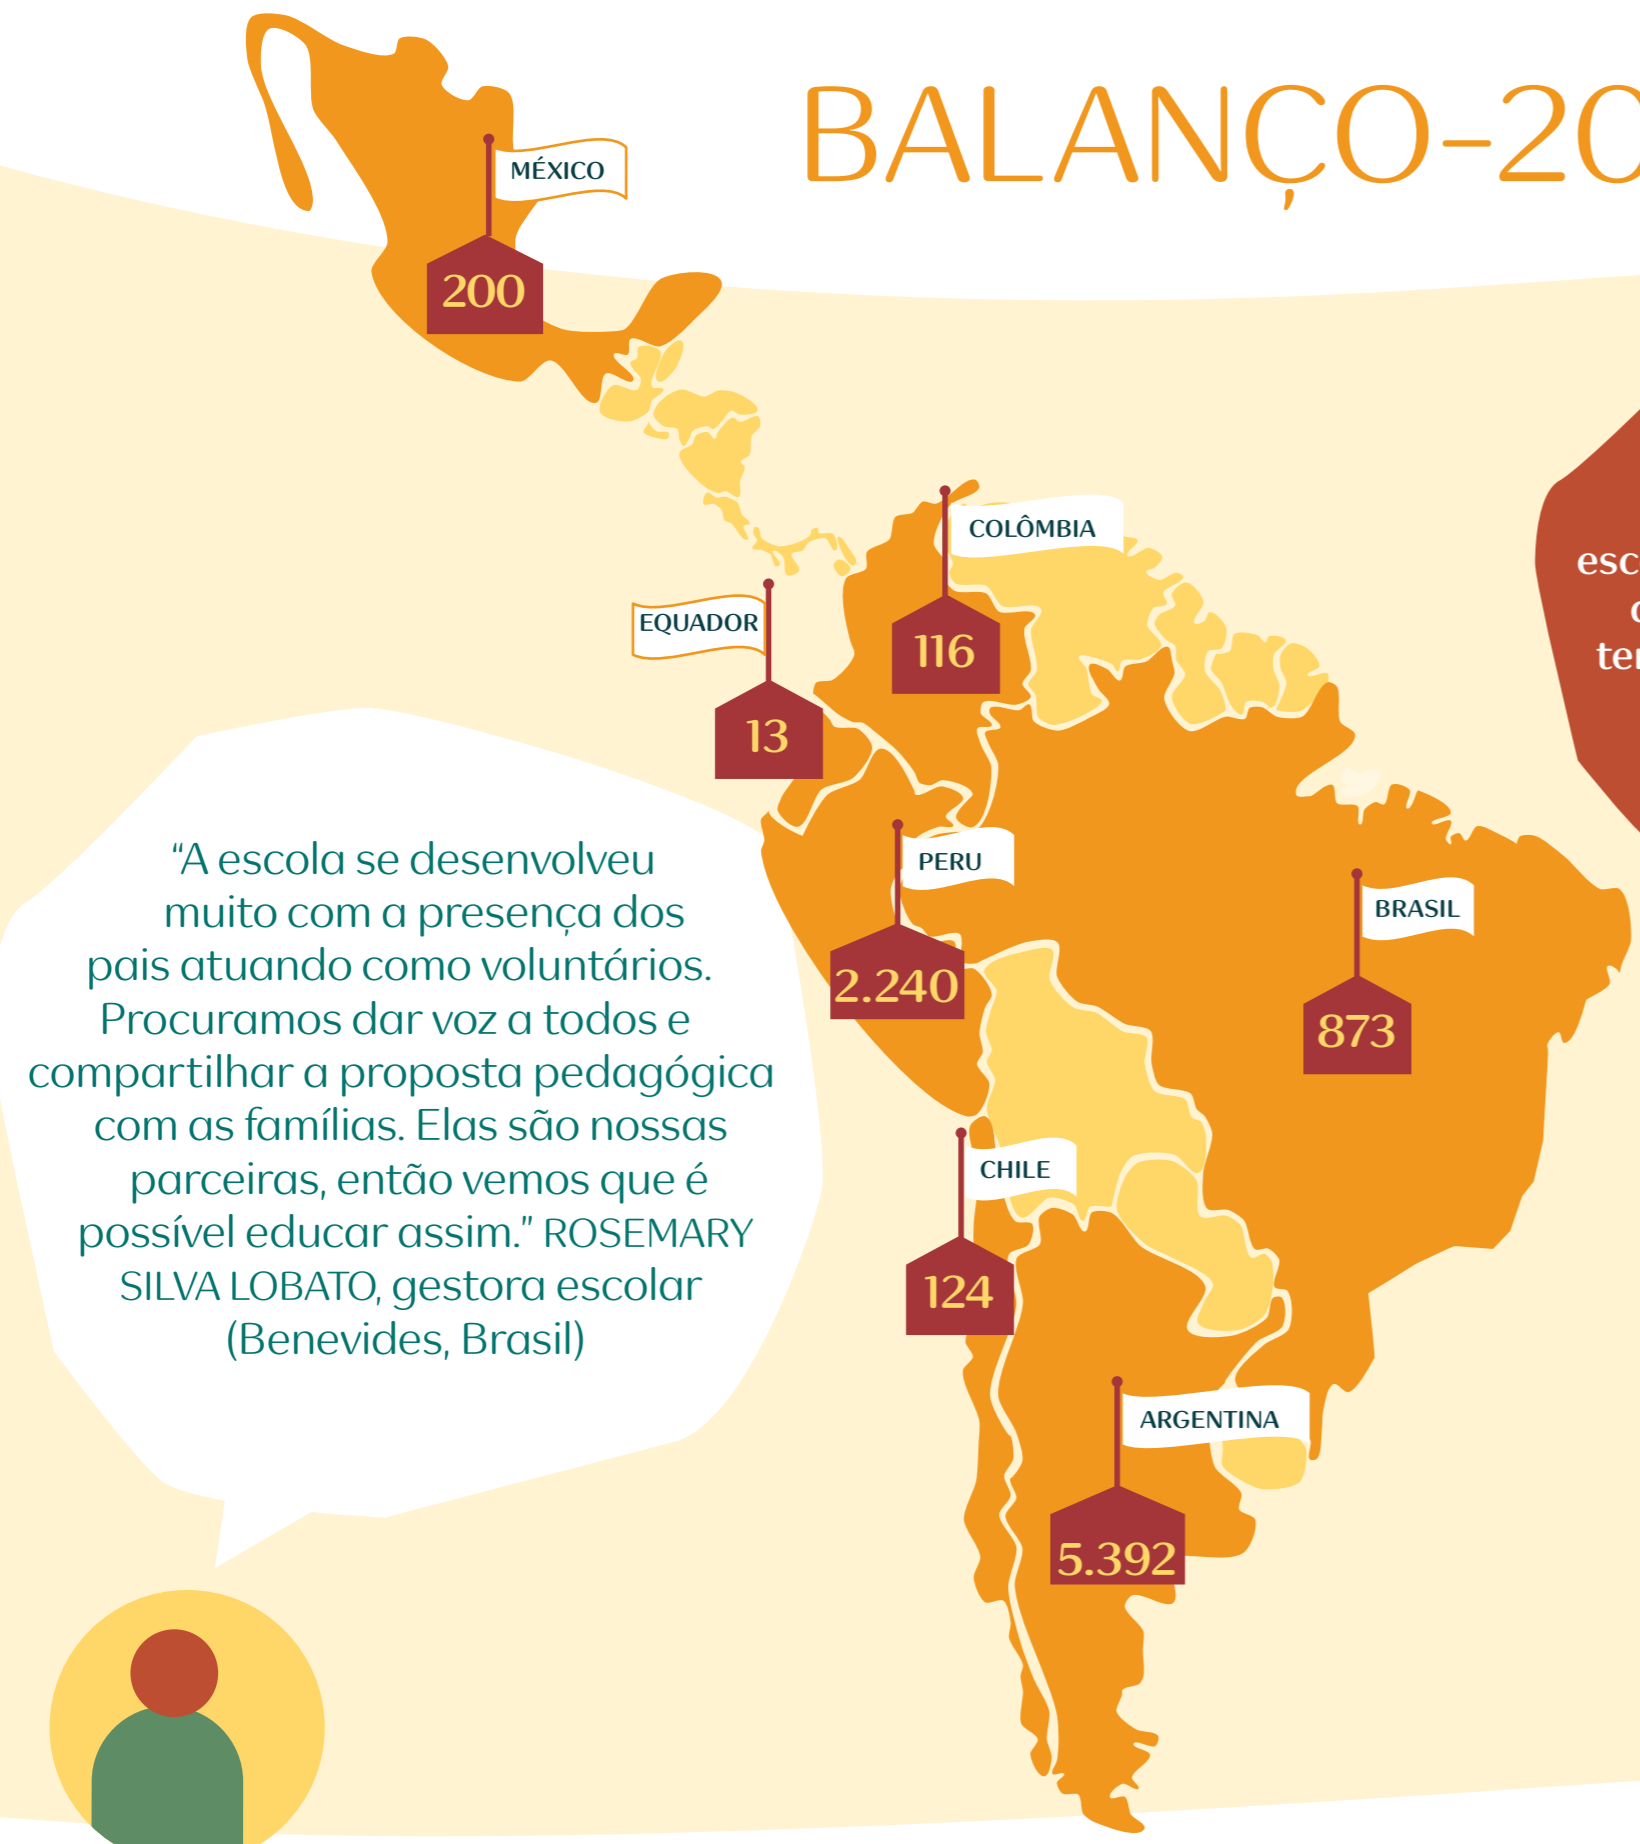 BALANÇO-20
MÉXICO
200
COLÔMBIA
116
EQUADOR
13
PERU
2.240
BRASIL
873
CHILE
124
ARGENTINA
5.392
“A escola se desenvolveu
muito com a presença dos
pais atuando como voluntários.
Procuramos dar voz a todos e
compartilhar a proposta pedagógica
com as famílias. Elas são nossas
parceiras, então vemos que é
possível educar assim.” ROSEMARY
SILVA LOBATO, gestora escolar
(Benevides, Brasil)
esc